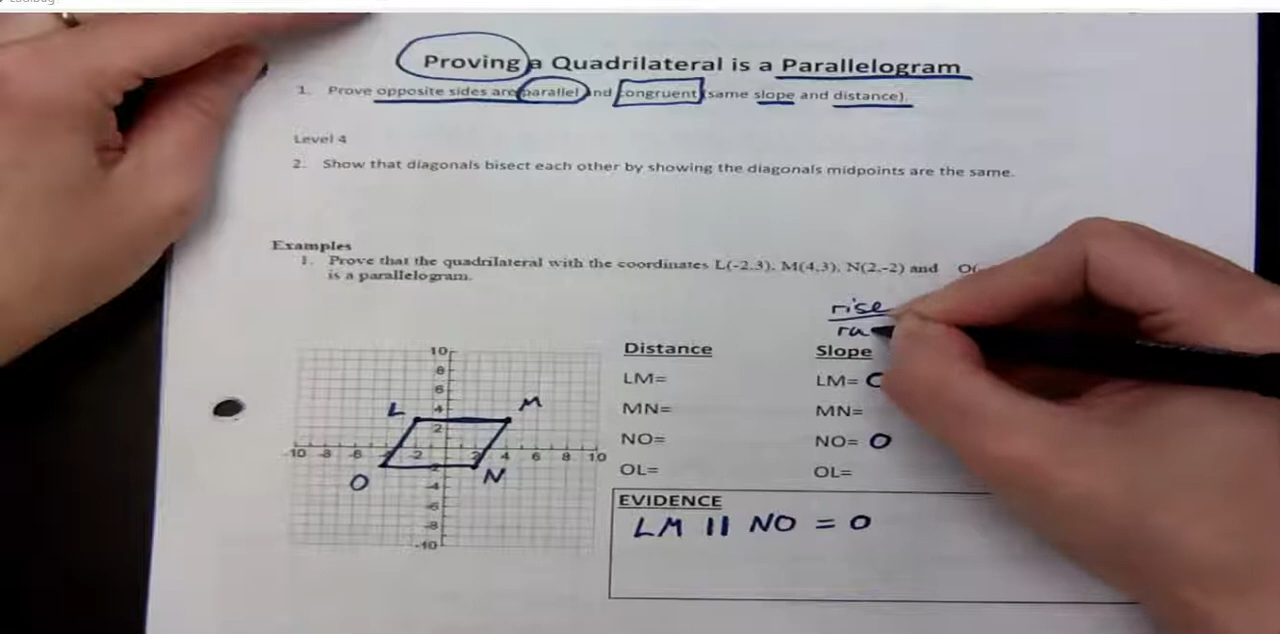 Proving a Quadrilateral is a Parallelogram
1. Prove opposite sides are parallel and congruent (same slope and distance).
Level 4
2. Show that diagonals bisect each other by showing the diagonals midpoints are the same.
Examples
1. Prove that the quadrilateral with the coordinates L(-2,3), M(4,3), N(2,-2) and O(
is a parallelogram.
rise
ru
Distance Slope
LM= LM=
MN= MN=
NO= NO= 0
OL= OL=
EVIDENCE
LM || NO = 0
10
8
6
L 4 M
2
-10 -8 -6 -2 2 4 6 8 10
-2
O -4 N
-6
-8
-10